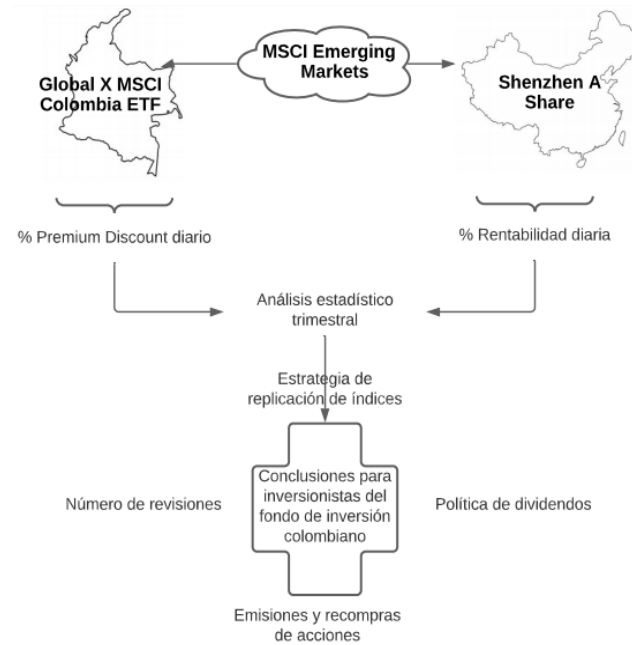 MSCI Emerging
Markets
Global X MSCI
Colombia ETF
Shenzhen A
Share
% Premium Discount diario
% Rentabilidad diaria
Análisis estadístico
trimestral
Estrategia de
replicación de índices
Número de revisiones
Conclusiones para
inversionistas del
fondo de inversión
colombiano
Política de dividendos
Emisiones y recompras
de acciones